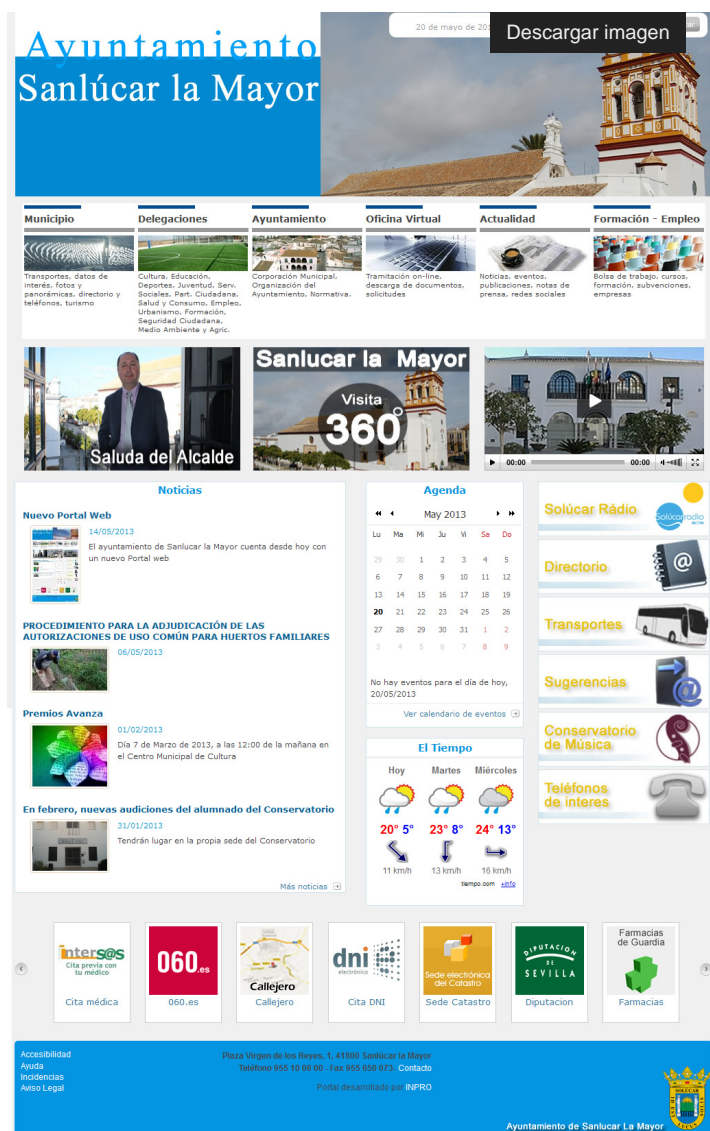 Ayuntamiento
Sanlúcar la Mayor
20 de mayo de
Descargar imagen
Municipio
Transportes, datos de
interés, fotos y
panorámicas, directorio y
teléfonos, turismo
Delegaciones
Cultura, Educación,
Deportes, Juventud, Serv.
Sociales, Part. Ciudadana,
Salud y Consumo, Empleo,
Urbanismo, Formación,
Seguridad Ciudadana,
Medio Ambiente y Agric.
Ayuntamiento
Corporación Municipal,
Organización del
Ayuntamiento, Normativa.
Oficina Virtual
Tramitación on-line,
descarga de documentos,
solicitudes
Actualidad
Noticias, eventos,
publicaciones, notas de
prensa, redes sociales
Formación - Empleo
Bolsa de trabajo, cursos,
formación, subvenciones,
empresas
Saluda del Alcalde
Sanlucar la Mayor
Visita
360°
00:00 00:00
Noticias
Nuevo Portal Web
14/05/2013
El ayuntamiento de Sanlucar la Mayor cuenta desde hoy con
un nuevo Portal web
PROCEDIMIENTO PARA LA ADJUDICACIÓN DE LAS
AUTORIZACIONES DE USO COMÚN PARA HUERTOS FAMILIARES
06/05/2013
Premios Avanza
01/02/2013
Día 7 de Marzo de 2013, a las 12:00 de la mañana en
el Centro Municipal de Cultura
En febrero, nuevas audiciones del alumnado del Conservatorio
31/01/2013
Tendrán lugar en la propia sede del Conservatorio
Más noticias
Agenda
May 2013
Lu Ma Mi Ju Vi Sa Do
29 30 1 2 3 4 5
6 7 8 9 10 11 12
13 14 15 16 17 18 19
20 21 22 23 24 25 26
27 28 29 30 31 1 2
3 4 5 6 7 8 9
No hay eventos para el día de hoy,
20/05/2013
Ver calendario de eventos
El Tiempo
Hoy Martes Miércoles
20° 5° 23° 8° 24° 13°
11 km/h 13 km/h 16 km/h
tiempo.com +info
Solúcar Rádio
Solúcar radio
Directorio
Transportes
Sugerencias
Conservatorio
de Música
Teléfonos
de interes
inters@s
Cita previa con
tu médico
Cita médica
060.es
060.es
Callejero
Callejero
dni
electrónico
Cita DNI
Sede electrónica
del Catastro
Sede Catastro
DIPUTACION
DE
SEVILLA
Diputacion
Farmacias
de Guardia
Farmacias
Accesibilidad
Ayuda
Incidencias
Aviso Legal
Plaza Virgen de los Reyes, 1, 41800 Sanlúcar la Mayor
Teléfono 955 10 06 00 - Fax 955 050 073- Contacto
Portal desarrollado por INPRO
Ayuntamiento de Sanlucar La Mayor